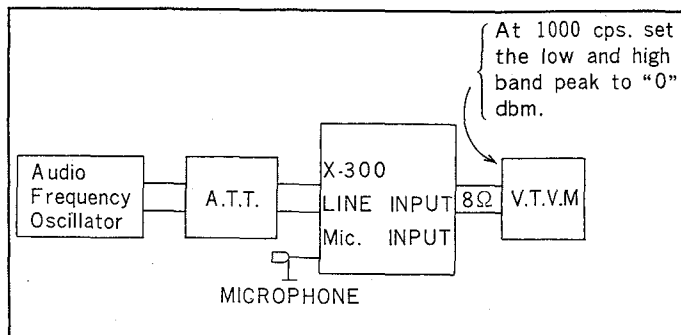 At 1000 cps. set
the low and high
band peak to "0"
dbm.
Audio
Frequency
Oscillator
A.T.T.
X-300
LINE INPUT
Mic. INPUT
8Ω
V.T.V.M
MICROPHONE